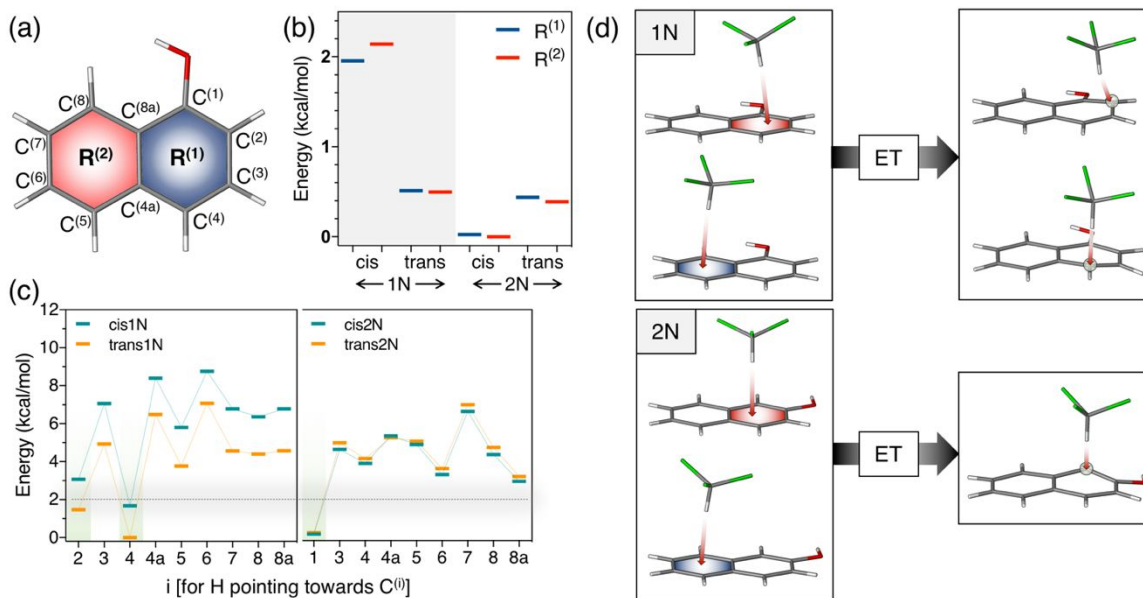 (a)
C(8)
C(8a)
C(1)
C(7)
C(2)
R(2)
R(1)
C(6)
C(3)
C(5)
C(4a)
C(4)
(b)
Energy (kcal/mol)
2
1
0
R(1)
R(2)
cis trans cis trans
← 1N → ← 2N →
(c)
Energy (kcal/mol)
12
10
8
6
4
2
0
cis1N
trans1N
cis2N
trans2N
2 3 4 4a 5 6 7 8 8a
1 3 4 4a 5 6 7 8 8a
i [for H pointing towards C(i)]
(d)
1N
ET
2N
ET